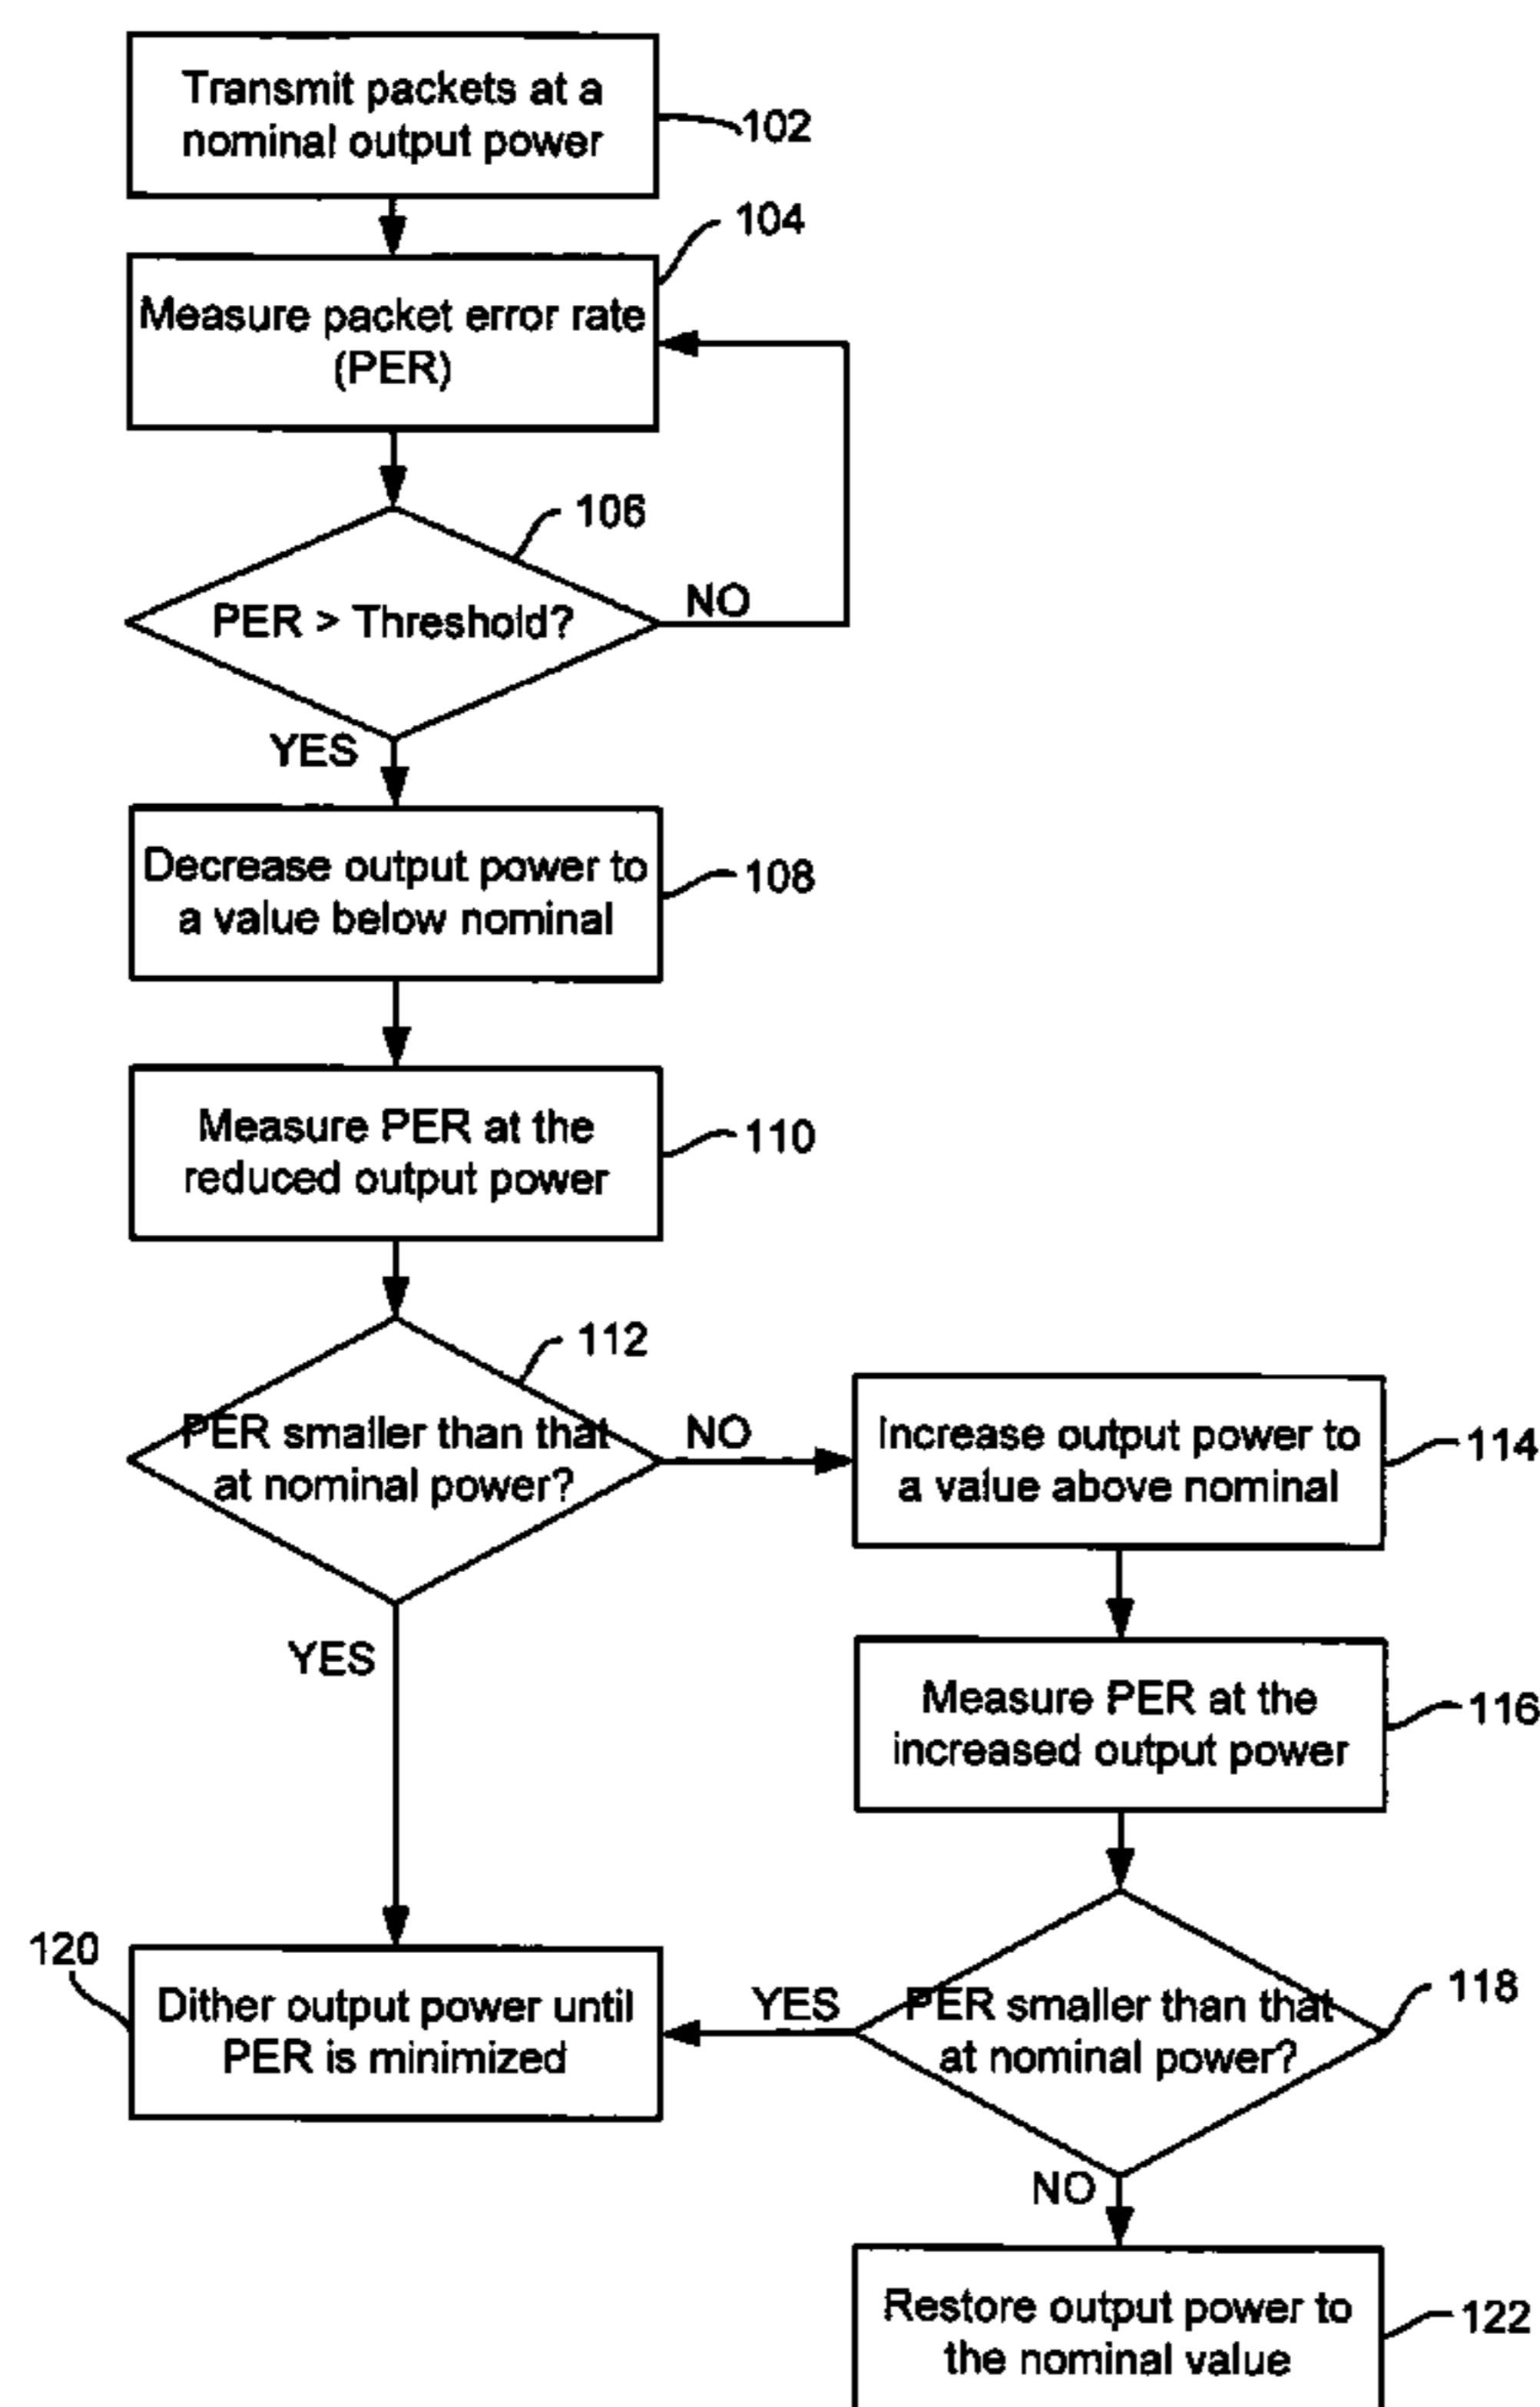 Transmit packets at a
nominal output power
102
104
Measure packet error rate
(PER)
106
PER > Threshold?
NO
YES
Decrease output power to
a value below nominal
108
Measure PER at the
reduced output power
110
112
PER smaller than that
at nominal power?
NO
Increase output power to
a value above nominal
114
YES
Measure PER at the
increased output power
116
120
Dither output power until
PER is minimized
YES
PER smaller than that
at nominal power?
118
NO
Restore output power to
the nominal value
122